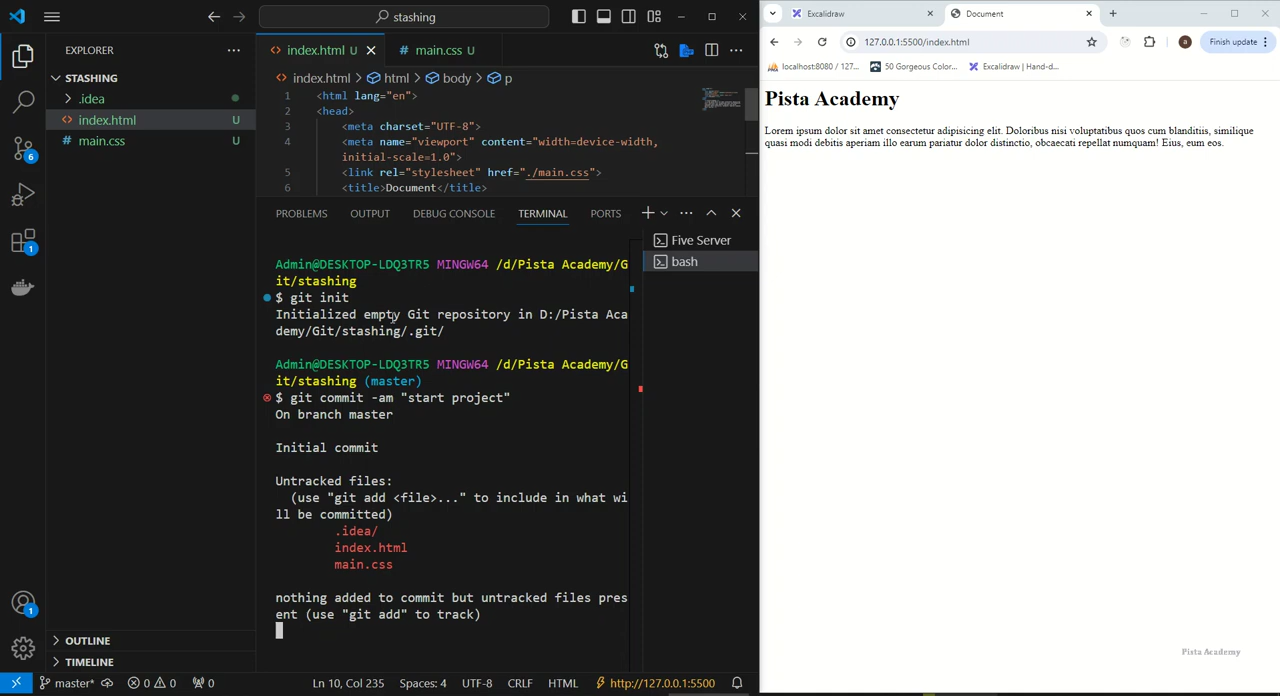 stashing
EXPLORER
STASHING
.idea
index.html U
main.css U
6
1
1
OUTLINE
TIMELINE
index.html U
main.css U
index.html > html > body > p
1 <html lang="en">
2 <head>
3 <meta charset="UTF-8">
4 <meta name="viewport" content="width=device-width,
initial-scale=1.0">
5 <link rel="stylesheet" href="./main.css">
6 <title>Document</title>
PROBLEMS OUTPUT DEBUG CONSOLE TERMINAL PORTS
Five Server
bash
Admin@DESKTOP-LDQ3TR5 MINGW64 /d/Pista Academy/G
it/stashing
$ git init
Initialized empty Git repository in D:/Pista Aca
demy/Git/stashing/.git/
Admin@DESKTOP-LDQ3TR5 MINGW64 /d/Pista Academy/G
it/stashing (master)
$ git commit -am "start project"
On branch master
Initial commit
Untracked files:
(use "git add <file>..." to include in what wi
ll be committed)
.idea/
index.html
main.css
nothing added to commit but untracked files pres
ent (use "git add" to track)
master* 0 0 0 Ln 10, Col 235 Spaces: 4 UTF-8 CRLF HTML http://127.0.0.1:5500
Excalidraw Document
127.0.0.1:5500/index.html a Finish update
localhost:8080 / 127... 50 Gorgeous Color... Excalidraw | Hand-d...
Pista Academy
Lorem ipsum dolor sit amet consectetur adipisicing elit. Doloribus nisi voluptatibus quos cum blanditiis, similique
quasi modi debitis aperiam illo earum pariatur dolor distinctio, obcaecati repellat numquam! Eius, eum eos.
Pista Academy